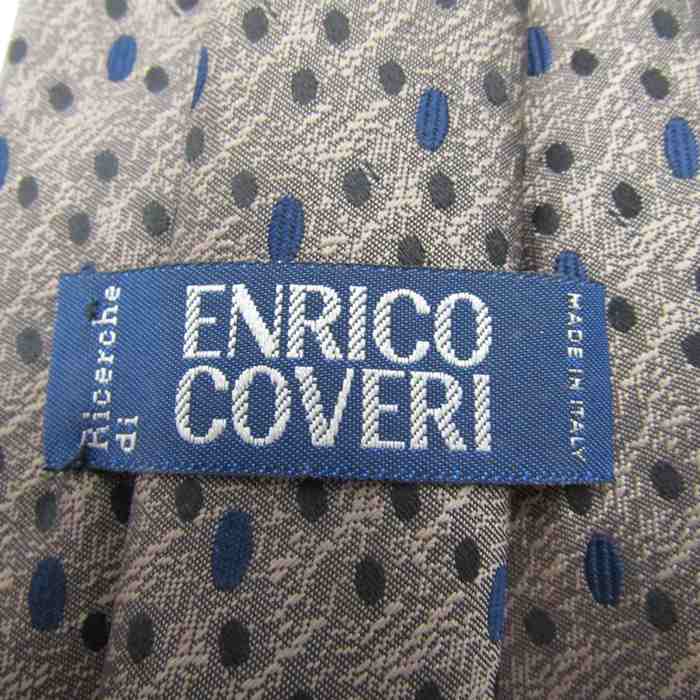 Ricerche
di
ENRICO
COVERI
MADE IN ITALY